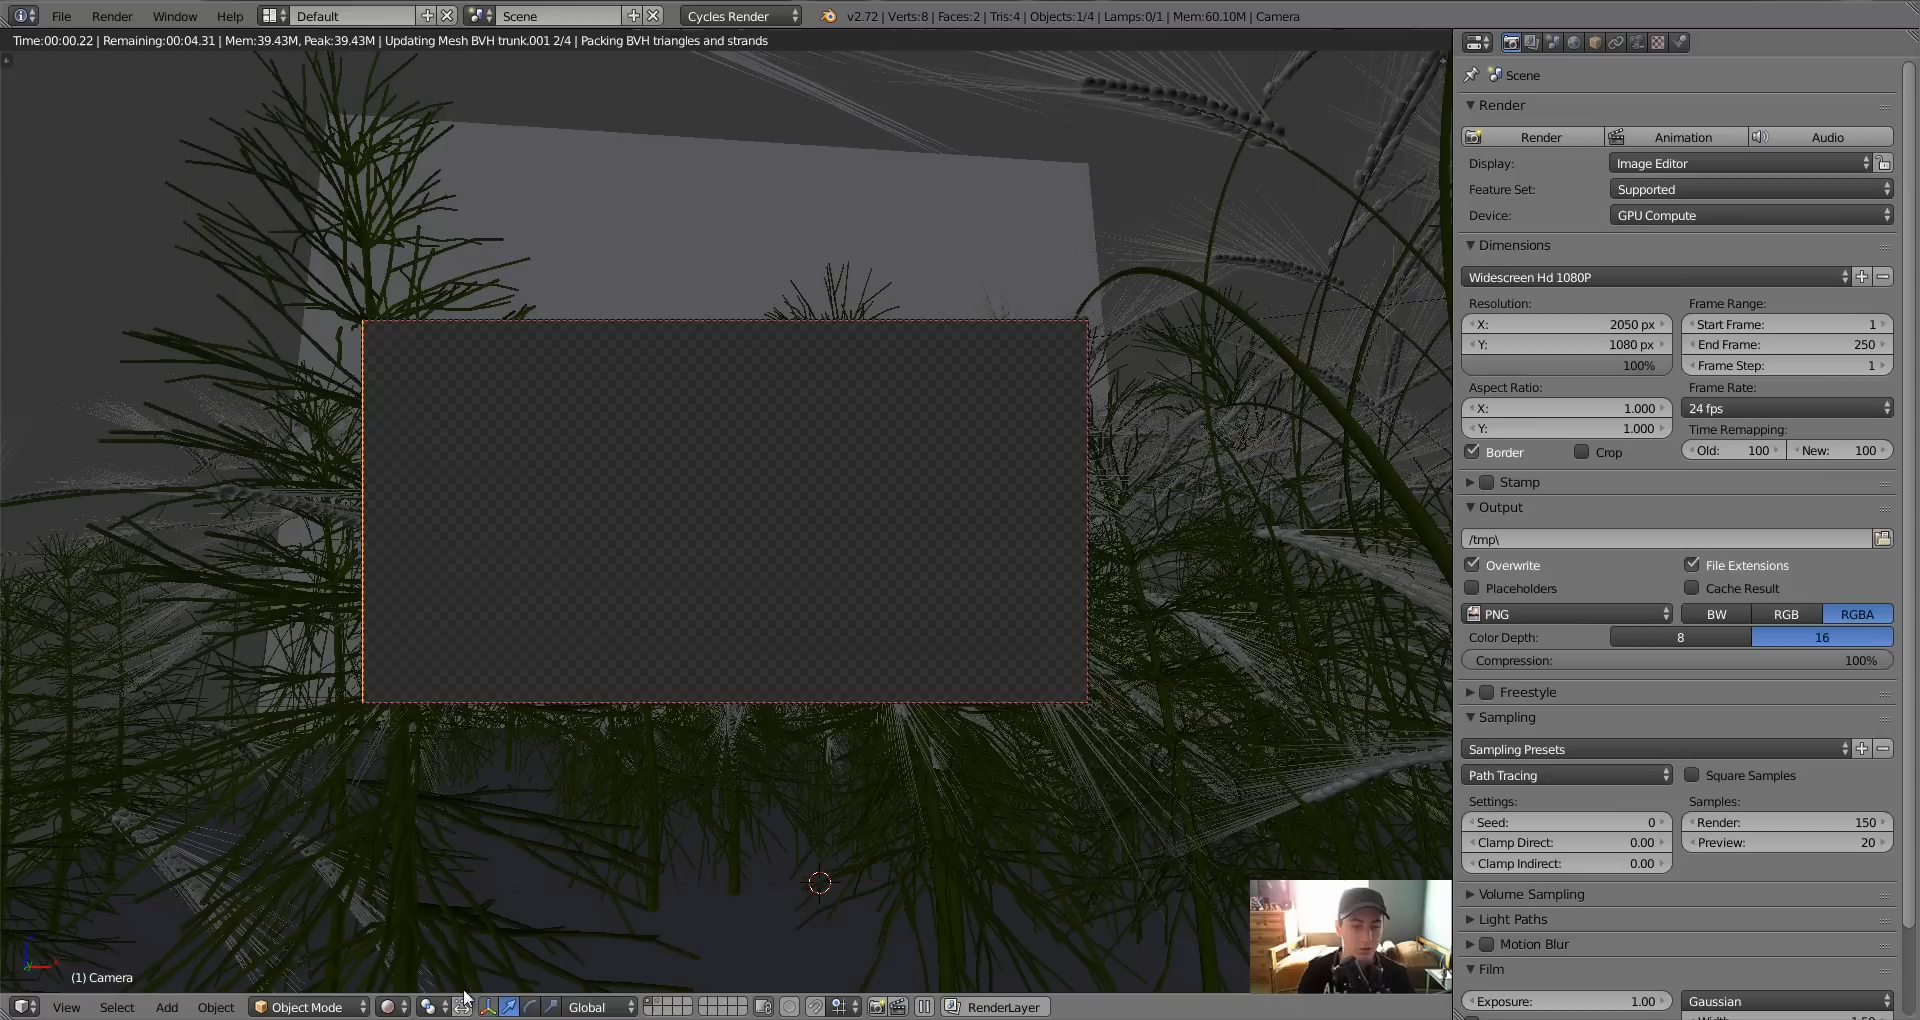 File Render Window Help Default Scene Cycles Render v2.72 | Verts:8 | Faces:2 | Tris:4 | Objects:1/4 | Lamps:0/1 | Mem:60.10M | Camera
Time:00:00.22 | Remaining:00:04.31 | Mem:39.43M, Peak:39.43M | Updating Mesh BVH trunk.001 2/4 | Packing BVH triangles and strands
Scene
Render
Render Animation Audio
Display: Image Editor
Feature Set: Supported
Device: GPU Compute
Dimensions
Widescreen Hd 1080P
Resolution: Frame Range:
X: 2050 px Start Frame: 1
Y: 1080 px End Frame: 250
100% Frame Step: 1
Aspect Ratio: Frame Rate:
X: 1.000 24 fps
Y: 1.000 Time Remapping:
Border Crop Old: 100 New: 100
Stamp
Output
/tmp\
Overwrite File Extensions
Placeholders Cache Result
PNG BW RGB RGBA
Color Depth: 8 16
Compression: 100%
Freestyle
Sampling
Sampling Presets
Path Tracing Square Samples
Settings: Samples:
Seed: 0 Render: 150
Clamp Direct: 0.00 Preview: 20
Clamp Indirect: 0.00
Volume Sampling
Light Paths
Motion Blur
Film
Exposure: 1.00 Gaussian
(1) Camera
View Select Add Object Object Mode Global RenderLayer